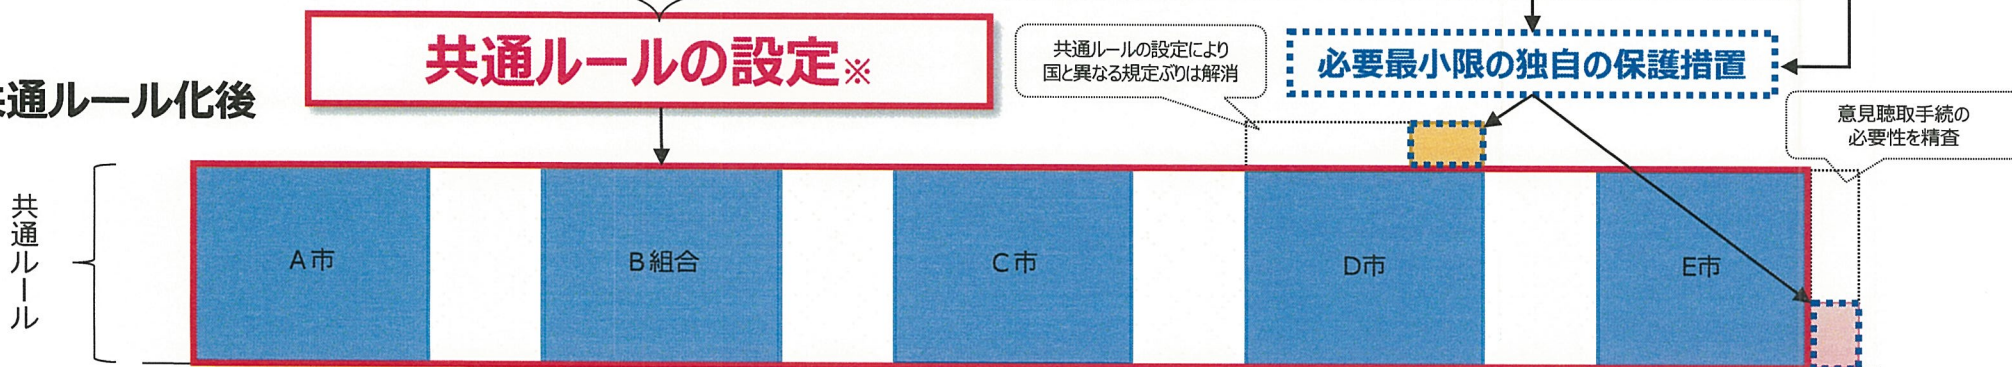 共通ルールの設定※
共通ルールの設定により
国と異なる規定ぶりは解消
必要最小限の独自の保護措置
通ルール化後
意見聴取手続の
必要性を精査
共通ルール
A市
B組合
C市
D市
E市